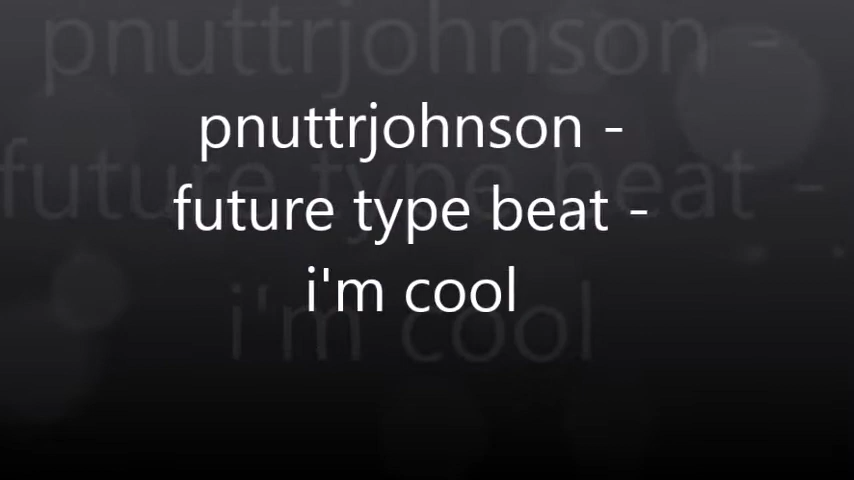 pnuttrjohnson -
future type beat -
i'm cool